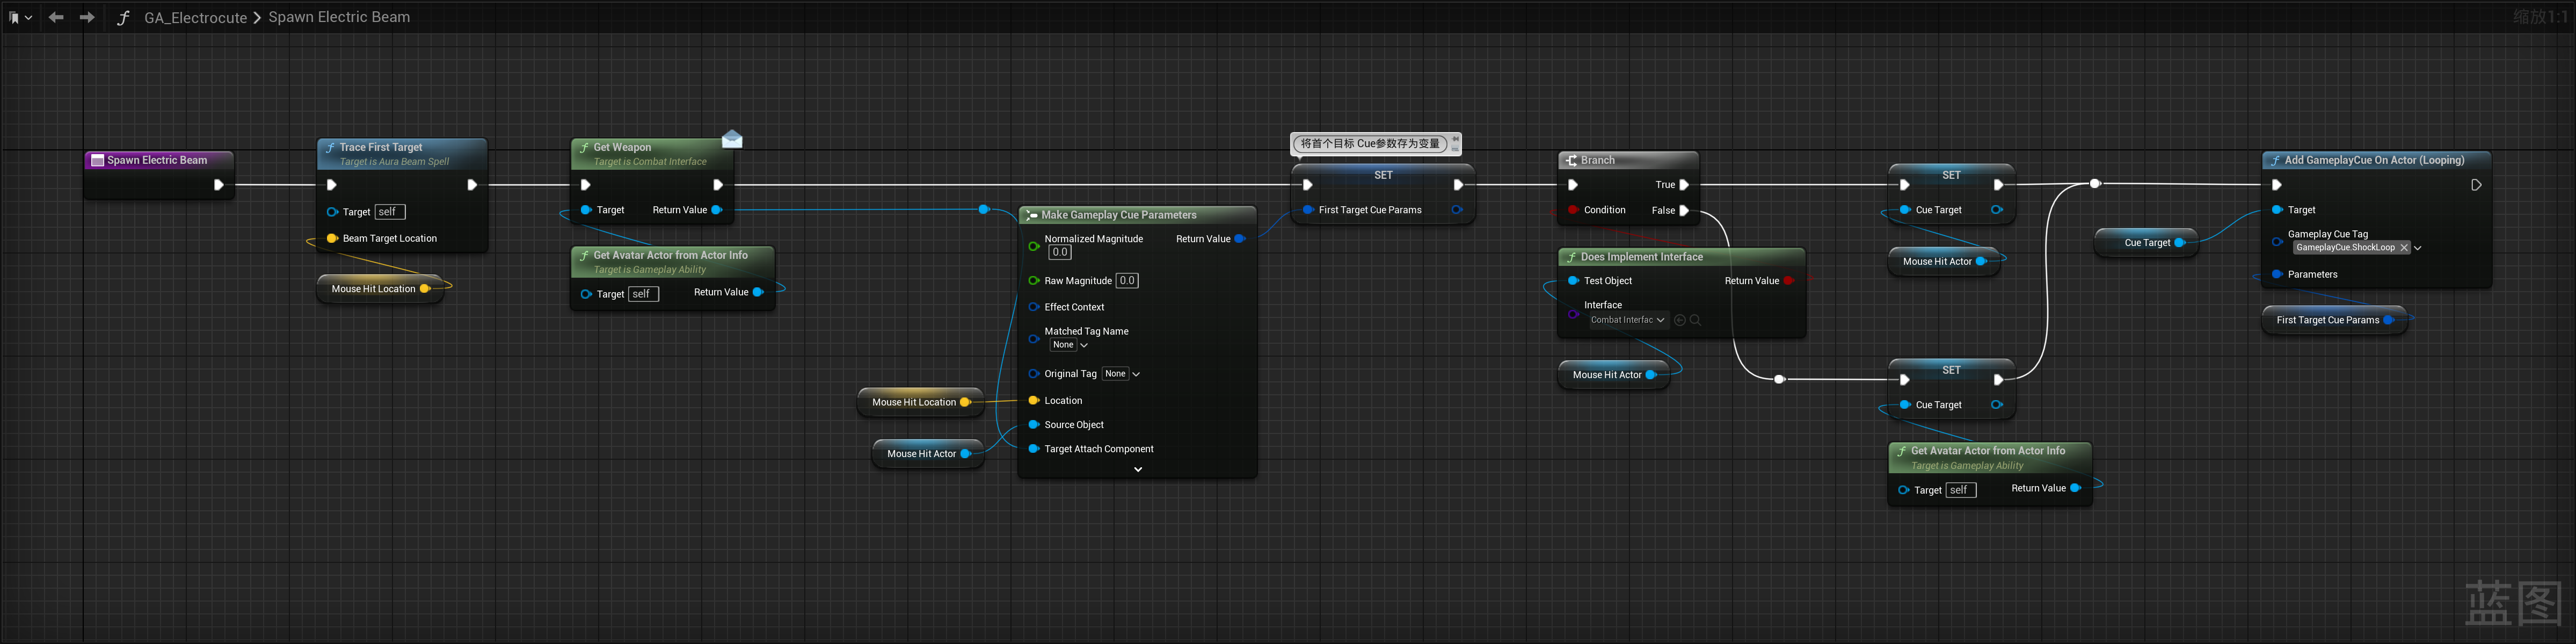 GA_Electrocute > Spawn Electric Beam
缩放1:1
Spawn Electric Beam
Trace First Target
Target is Aura Beam Spell
Target self
Beam Target Location
Mouse Hit Location
Get Weapon
Target is Combat Interface
Target Return Value
Get Avatar Actor from Actor Info
Target is Gameplay Ability
Target self Return Value
Mouse Hit Location
Mouse Hit Actor
Make Gameplay Cue Parameters
Normalized Magnitude Return Value
0.0
Raw Magnitude 0.0
Effect Context
Matched Tag Name
None
Original Tag None
Location
Source Object
Target Attach Component
将首个目标 Cue参数存为变量
SET
First Target Cue Params
Branch
True
Condition False
Does Implement Interface
Test Object Return Value
Interface
Combat Interfac
Mouse Hit Actor
SET
Cue Target
Mouse Hit Actor
SET
Cue Target
Get Avatar Actor from Actor Info
Target is Gameplay Ability
Target self Return Value
Cue Target
Add GameplayCue On Actor (Looping)
Target
Gameplay Cue Tag
GameplayCue.ShockLoop
Parameters
First Target Cue Params
蓝图